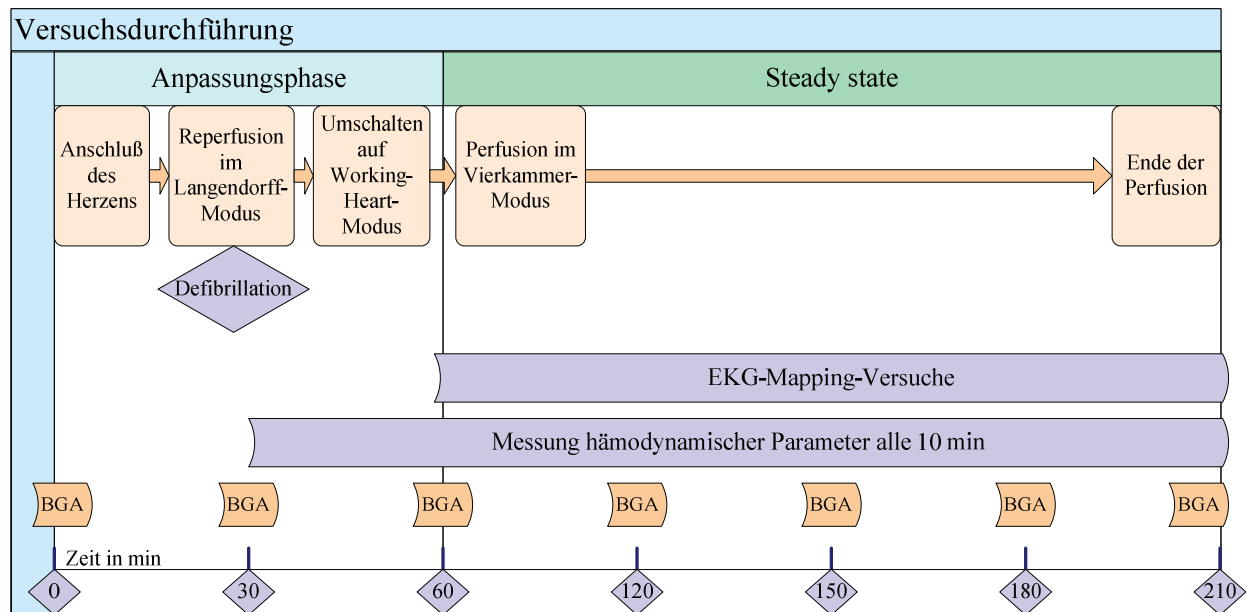 Versuchsdurchführung
Anpassungsphase
Steady state
Anschluß
des
Herzens
Reperfusion
im
Langendorff-
Modus
Umschalten
auf
Working-
Heart-
Modus
Perfusion im
Vierkammer-
Modus
Ende der
Perfusion
Defibrillation
EKG-Mapping-Versuche
Messung hämodynamischer Parameter alle 10 min
BGA BGA BGA BGA BGA BGA BGA
Zeit in min
0 30 60 120 150 180 210